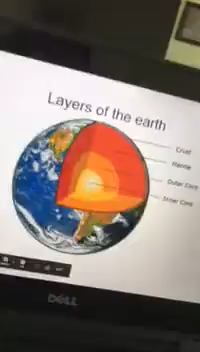 Layers of the earth
Crust
Mantle
Outer Core
Inner Core
DELL